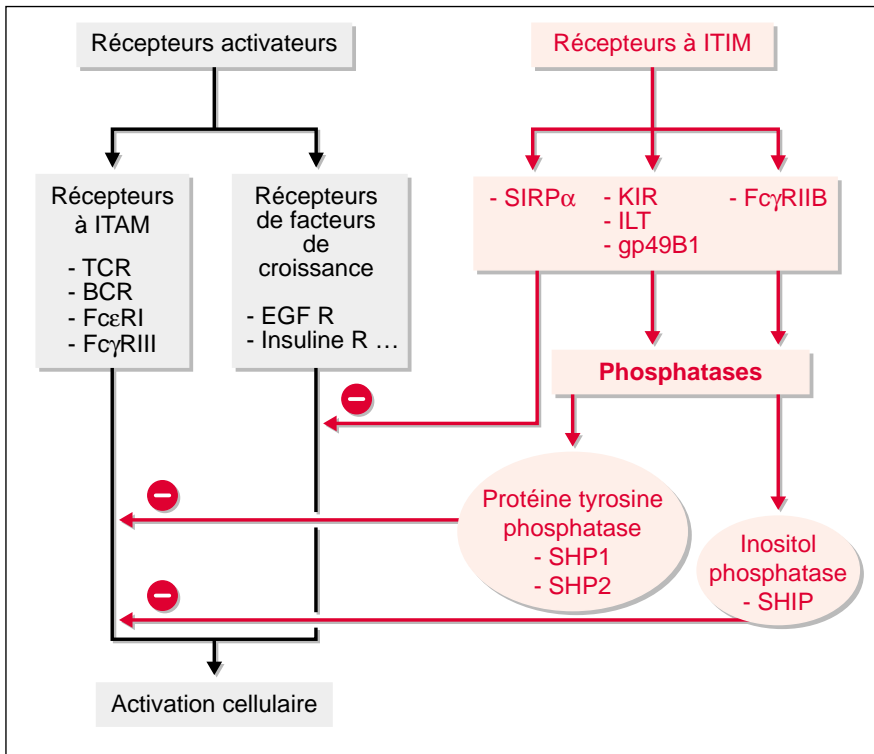 Récepteurs activateurs
Récepteurs à ITIM
Récepteurs
à ITAM
- TCR
- BCR
- FcεRI
- FcγRIII
Récepteurs
de facteurs
de
croissance
- EGF R
- Insuline R …
- SIRPα
- KIR
- ILT
- gp49B1
- FcγRIIB
Phosphatases
Protéine tyrosine
phosphatase
- SHP1
- SHP2
Inositol
phosphatase
- SHIP
Activation cellulaire